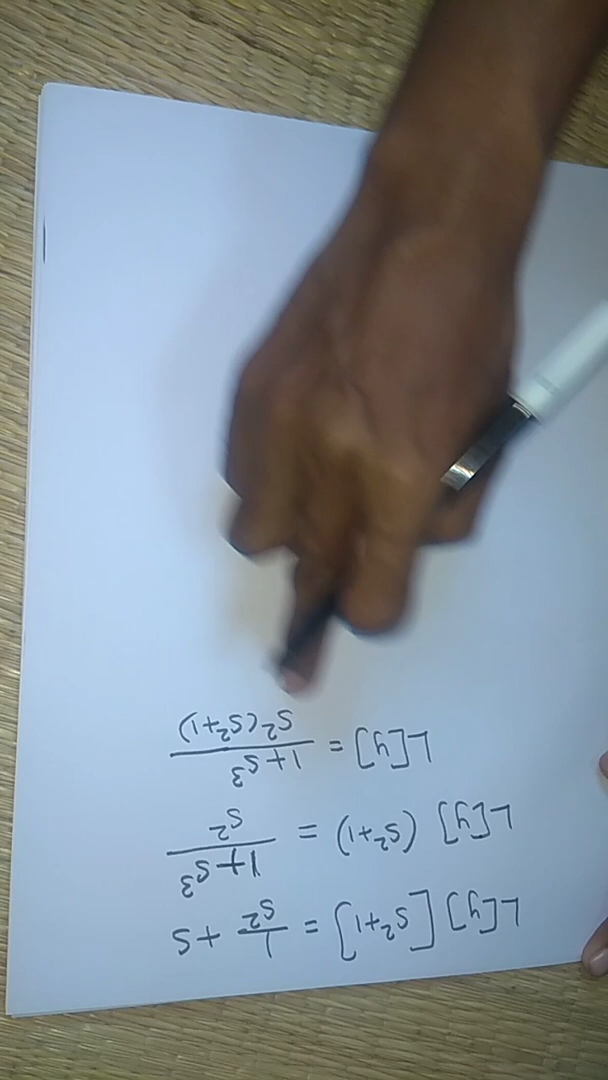 L[y] [s²+1] = 1/s² + s
L[y] (s²+1) = 1+s³/s²
L[y] = 1+s³/s²(s²+1)